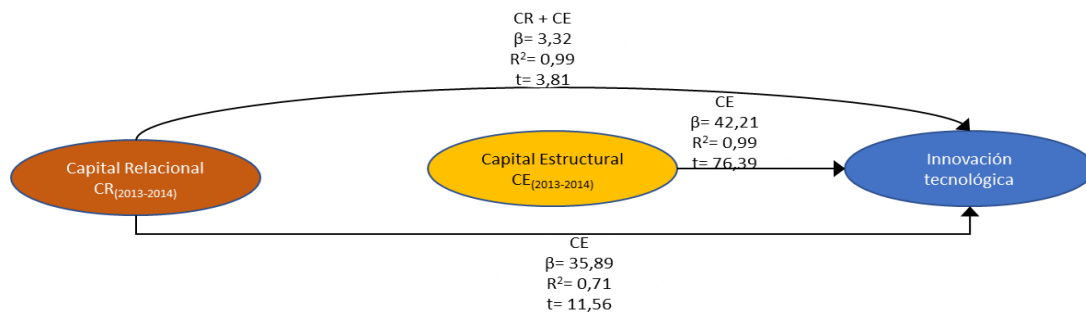 CR + CE
β= 3,32
R²= 0,99
t= 3,81
CE
β= 42,21
R²= 0,99
t= 76,39
Capital Relacional
CR(2013-2014)
Capital Estructural
CE(2013-2014)
Innovación
tecnológica
CE
β= 35,89
R²= 0,71
t= 11,56